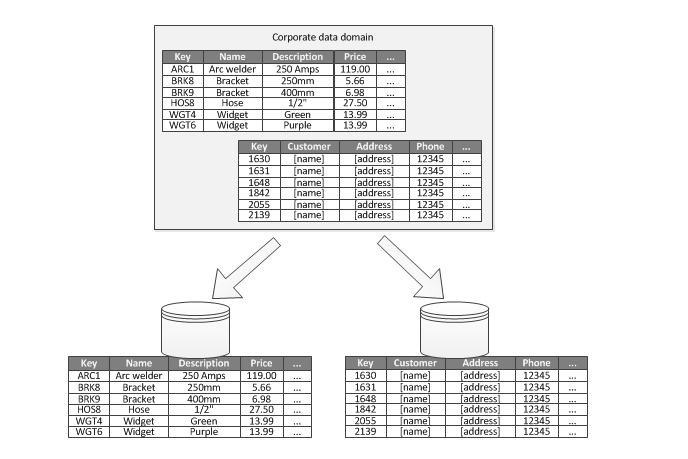 Corporate data domain
Key Name Description Price ...
ARC1 Arc welder 250 Amps 119.00 ...
BRK8 Bracket 250mm 5.66 ...
BRK9 Bracket 400mm 6.98 ...
HOS8 Hose 1/2" 27.50 ...
WGT4 Widget Green 13.99 ...
WGT6 Widget Purple 13.99 ...
Key Customer Address Phone ...
1630 [name] [address] 12345 ...
1631 [name] [address] 12345 ...
1648 [name] [address] 12345 ...
1842 [name] [address] 12345 ...
2055 [name] [address] 12345 ...
2139 [name] [address] 12345 ...
Key Name Description Price ...
ARC1 Arc welder 250 Amps 119.00 ...
BRK8 Bracket 250mm 5.66 ...
BRK9 Bracket 400mm 6.98 ...
HOS8 Hose 1/2" 27.50 ...
WGT4 Widget Green 13.99 ...
WGT6 Widget Purple 13.99 ...
Key Customer Address Phone ...
1630 [name] [address] 12345 ...
1631 [name] [address] 12345 ...
1648 [name] [address] 12345 ...
1842 [name] [address] 12345 ...
2055 [name] [address] 12345 ...
2139 [name] [address] 12345 ...